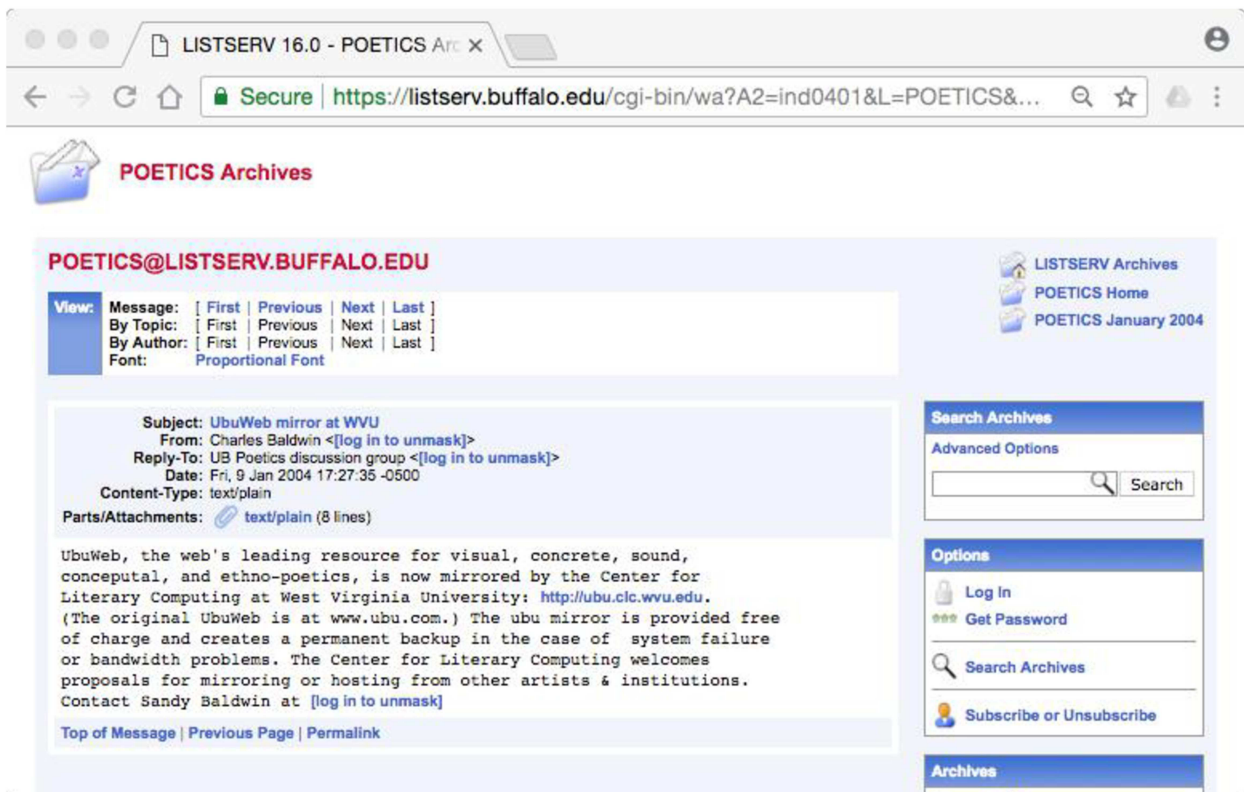 LISTSERV 16.0 - POETICS Arc
Secure | https://listserv.buffalo.edu/cgi-bin/wa?A2=ind0401&L=POETICS&...
POETICS Archives
POETICS@LISTSERV.BUFFALO.EDU
View: Message: [ First | Previous | Next | Last ]
By Topic: [ First | Previous | Next | Last ]
By Author: [ First | Previous | Next | Last ]
Font: Proportional Font
LISTSERV Archives
POETICS Home
POETICS January 2004
Subject: UbuWeb mirror at WVU
From: Charles Baldwin <[log in to unmask]>
Reply-To: UB Poetics discussion group <[log in to unmask]>
Date: Fri, 9 Jan 2004 17:27:35 -0500
Content-Type: text/plain
Parts/Attachments: text/plain (8 lines)
UbuWeb, the web's leading resource for visual, concrete, sound,
conceputal, and ethno-poetics, is now mirrored by the Center for
Literary Computing at West Virginia University: http://ubu.clc.wvu.edu.
(The original UbuWeb is at www.ubu.com.) The ubu mirror is provided free
of charge and creates a permanent backup in the case of system failure
or bandwidth problems. The Center for Literary Computing welcomes
proposals for mirroring or hosting from other artists & institutions.
Contact Sandy Baldwin at [log in to unmask]
Top of Message | Previous Page | Permalink
Search Archives
Advanced Options
Search
Options
Log In
Get Password
Search Archives
Subscribe or Unsubscribe
Archives